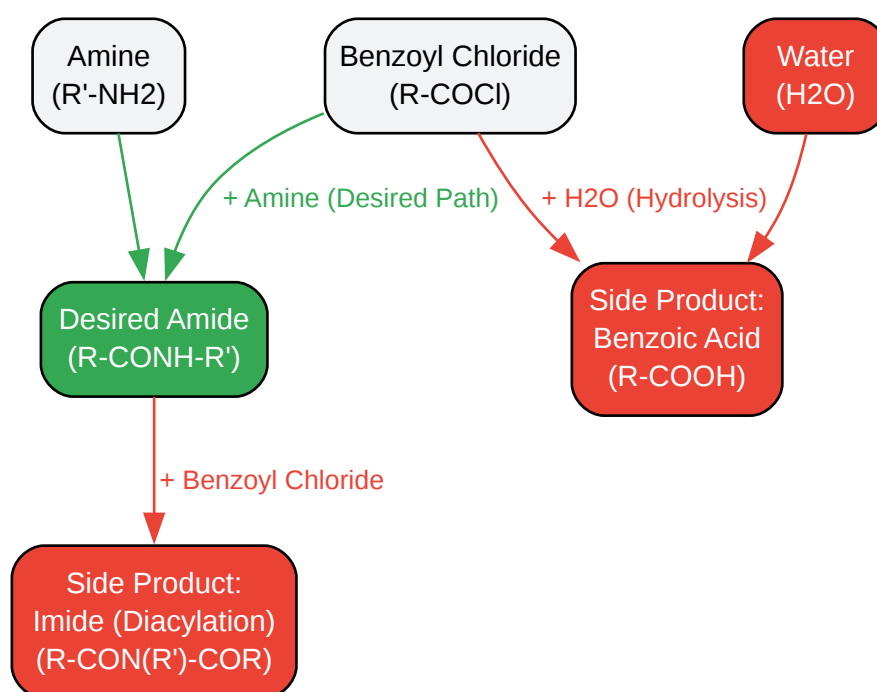 Amine
(R'-NH2)
Benzoyl Chloride
(R-COCl)
Water
(H2O)
+ Amine (Desired Path)
+ H2O (Hydrolysis)
Desired Amide
(R-CONH-R')
Side Product:
Benzoic Acid
(R-COOH)
+ Benzoyl Chloride
Side Product:
Imide (Diacylation)
(R-CON(R')-COR)